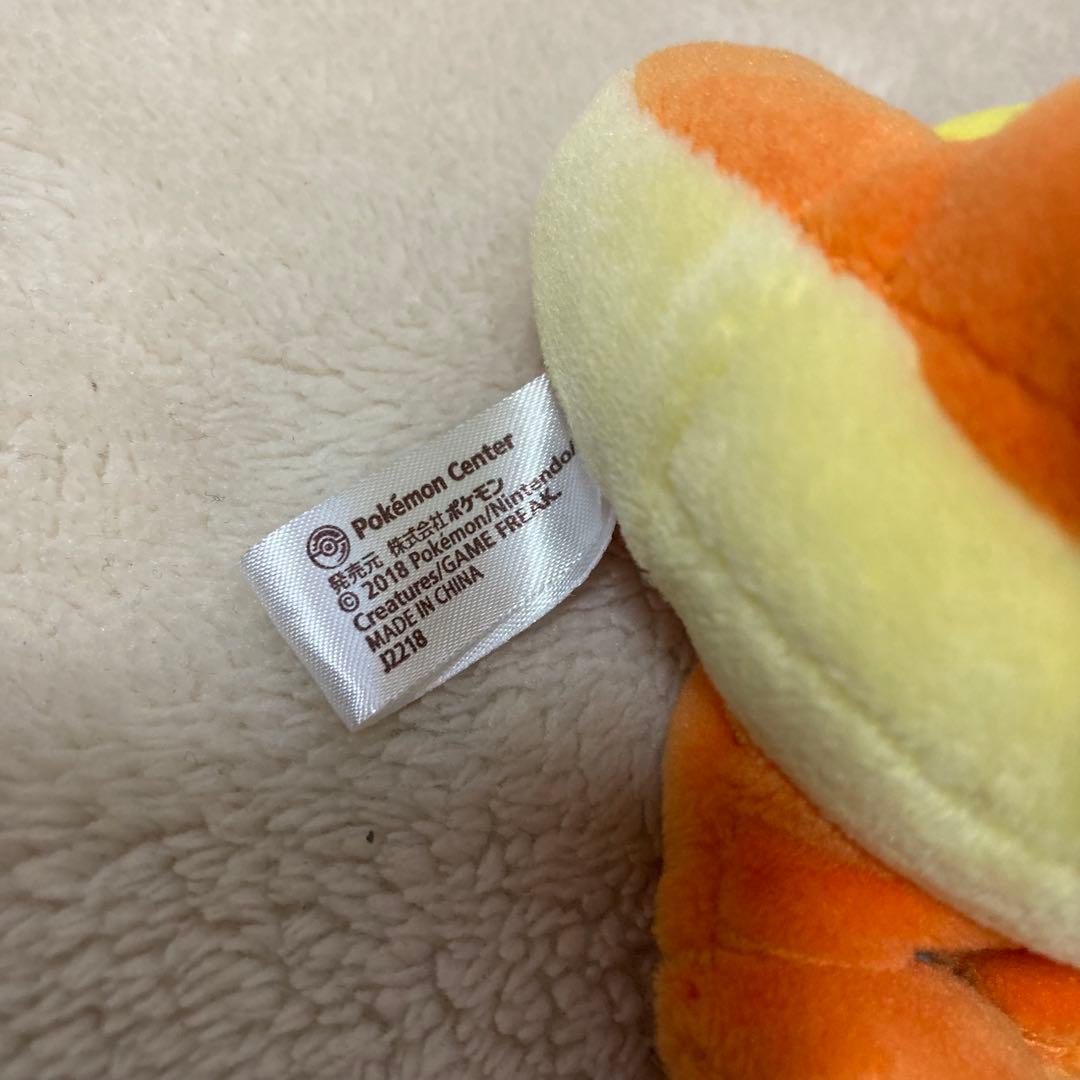 Pokémon Center
発売元 株式会社ポケモン
© 2018 Pokémon/Nintendo/
Creatures/GAME FREAK.
MADE IN CHINA
J2218